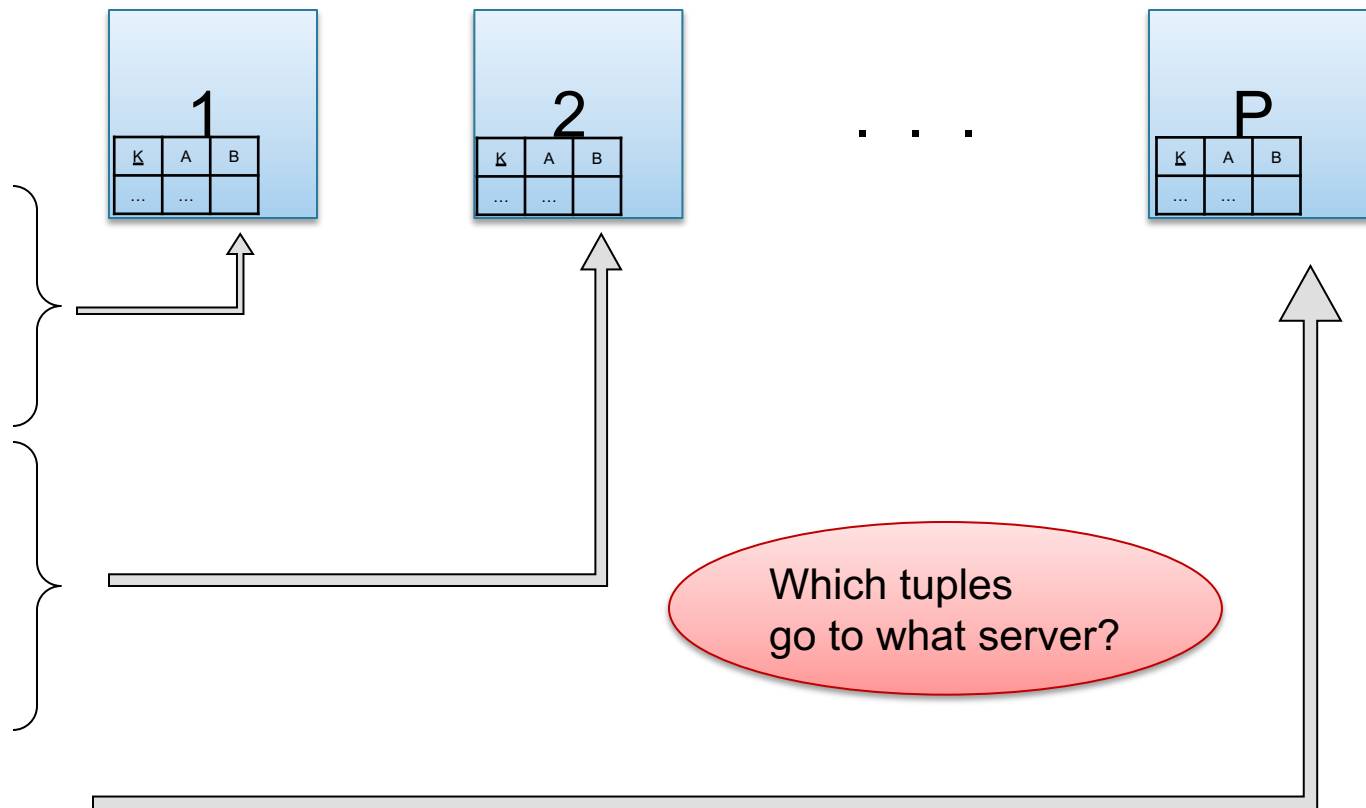 1
2
. . .
P
K A B
… …
K A B
… …
K A B
… …
Which tuples
go to what server?